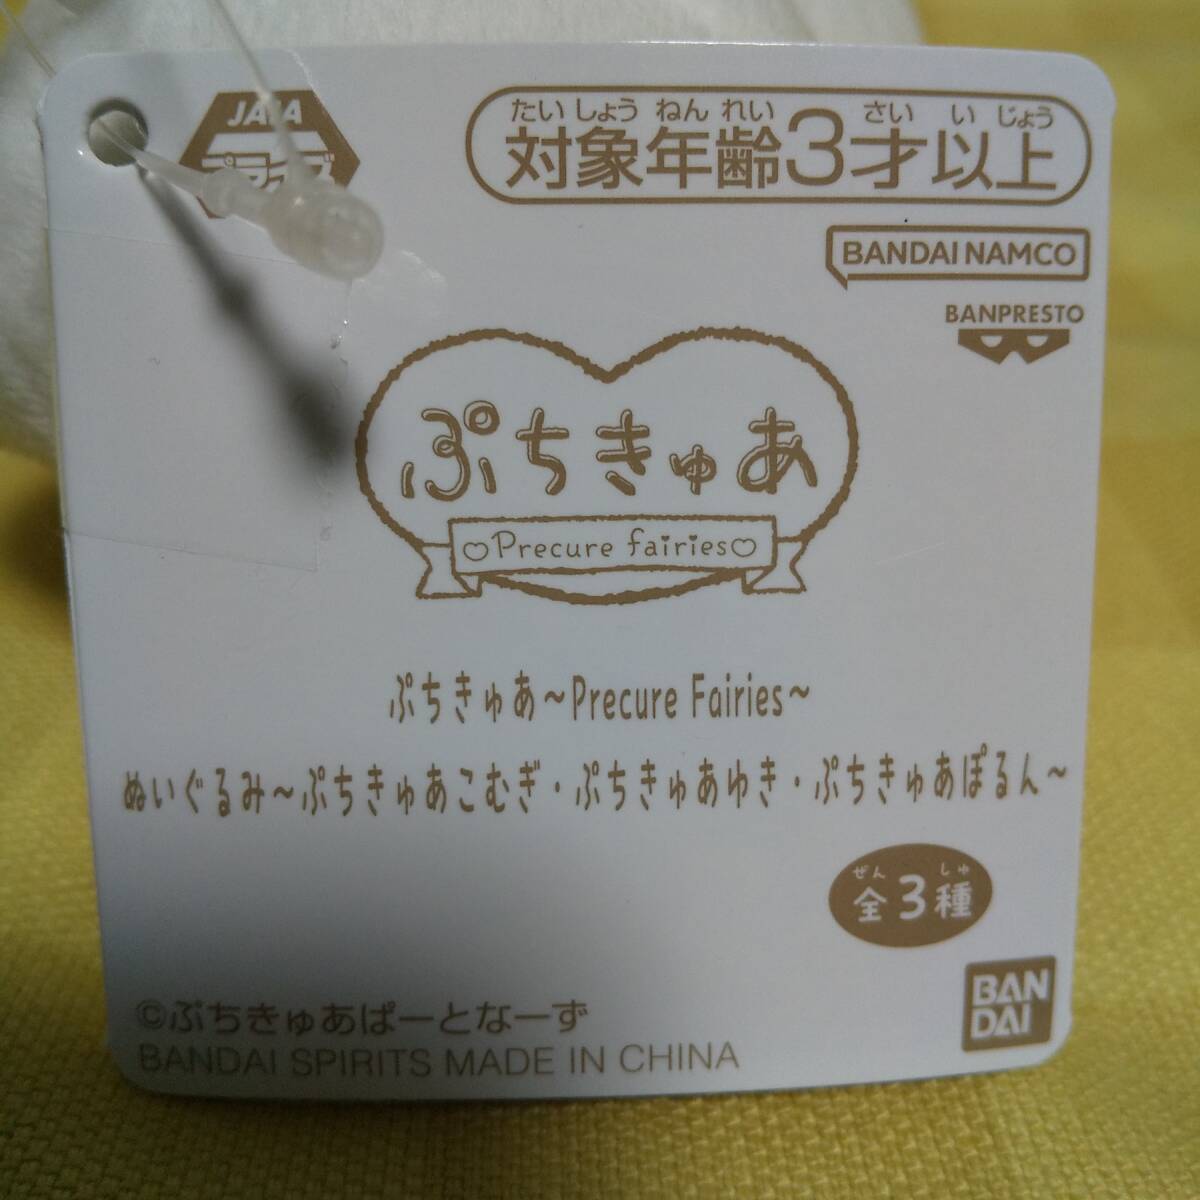 JAIA
たいしょうねんれい さいいじょう
対象年齢3才以上
BANDAI NAMCO
BANPRESTO
ぷちきゅあ
♡Precure fairies♡
ぷちきゅあ~Precure Fairies~
ぬいぐるみ~ぷちきゅあこむぎ・ぷちきゅあゆき・ぷちきゅあぽるん~
ぜん しゅ
全3種
©ぷちきゅあぱーとなーず
BANDAI SPIRITS MADE IN CHINA
BAN
DAI